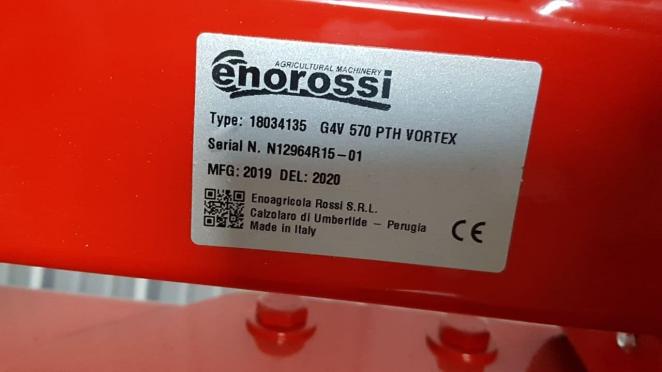 AGRICULTURAL MACHINERY
enorossi
Type: 18034135 G4V 570 PTH VORTEX
Serial N. N12964R15-01
MFG: 2019 DEL: 2020
Enoagricola Rossi S.R.L.
Calzolaro di Umbertide - Perugia
Made in Italy
CE